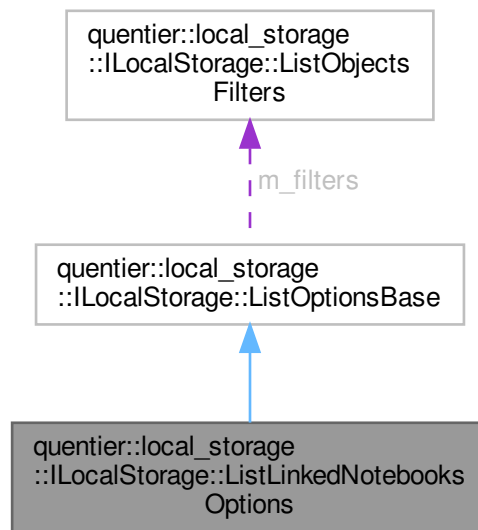 quentier::local_storage
::ILocalStorage::ListObjects
Filters
m_filters
quentier::local_storage
::ILocalStorage::ListOptionsBase
quentier::local_storage
::ILocalStorage::ListLinkedNotebooks
Options